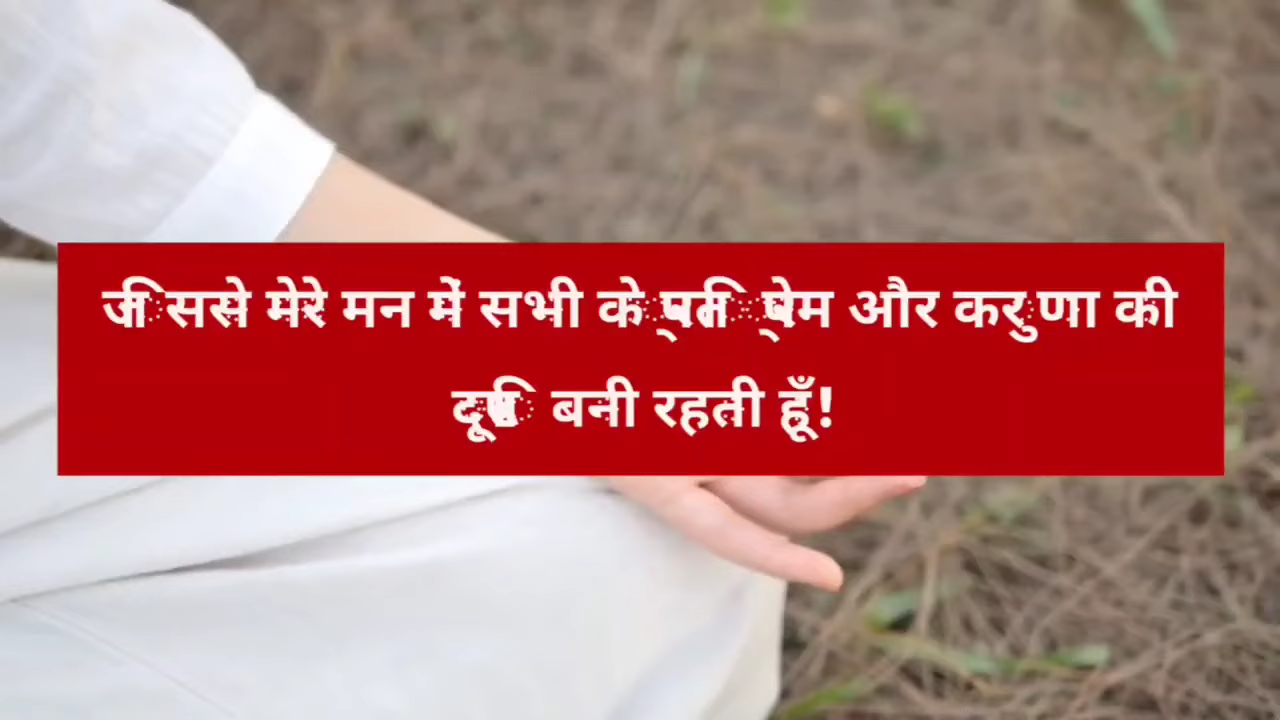 जिससे मेरे मन में सभी के प्रति प्रेम और करुणा की
बनी रहती हूँ!